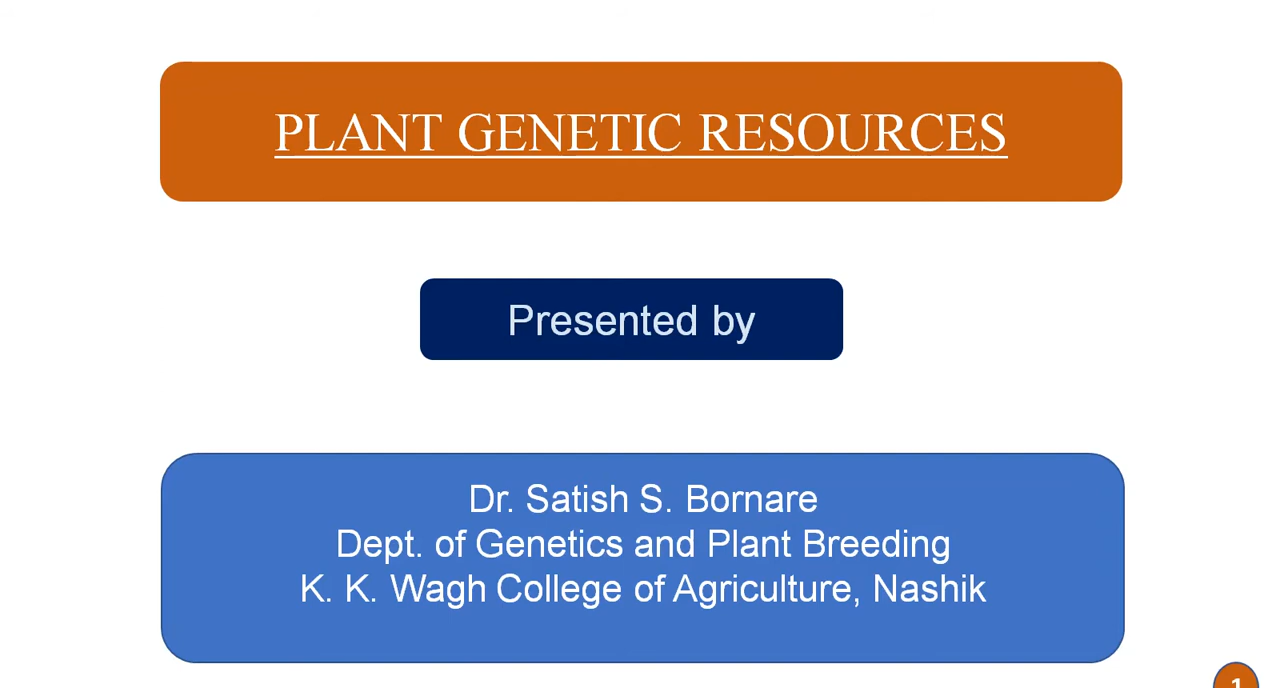 PLANT GENETIC RESOURCES
Presented by
Dr. Satish S. Bornare
Dept. of Genetics and Plant Breeding
K. K. Wagh College of Agriculture, Nashik
1